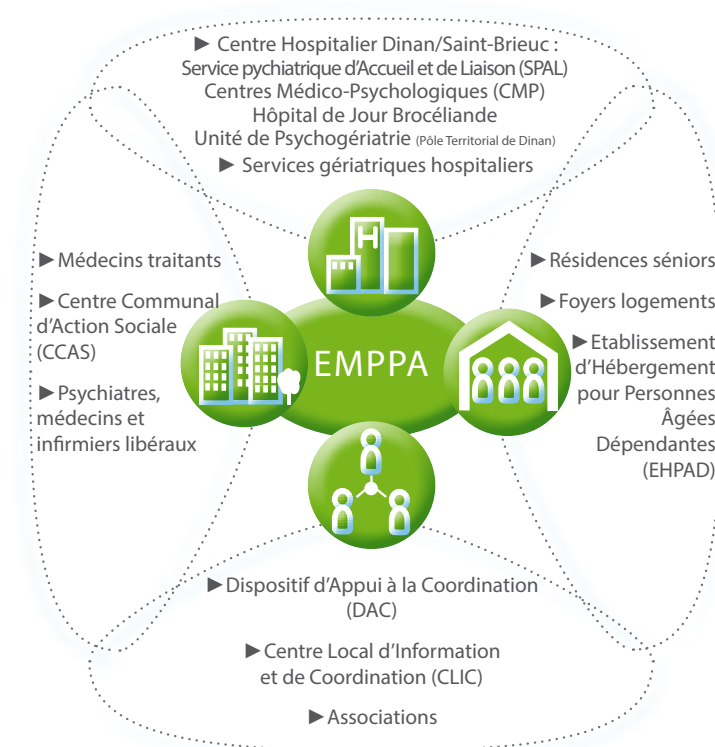 ► Centre Hospitalier Dinan/Saint-Brieuc :
Service pychiatrique d'Accueil et de Liaison (SPAL)
Centres Médico-Psychologiques (CMP)
Hôpital de Jour Brocéliande
Unité de Psychogériatrie (Pôle Territorial de Dinan)
► Services gériatriques hospitaliers
H
► Médecins traitants
► Centre Communal
d'Action Sociale
(CCAS)
► Psychiatres,
médecins et
infirmiers libéraux
EMPPA
► Résidences séniors
► Foyers logements
► Etablissement
d'Hébergement
pour Personnes
Âgées
Dépendantes
(EHPAD)
► Dispositif d'Appui à la Coordination
(DAC)
► Centre Local d'Information
et de Coordination (CLIC)
► Associations